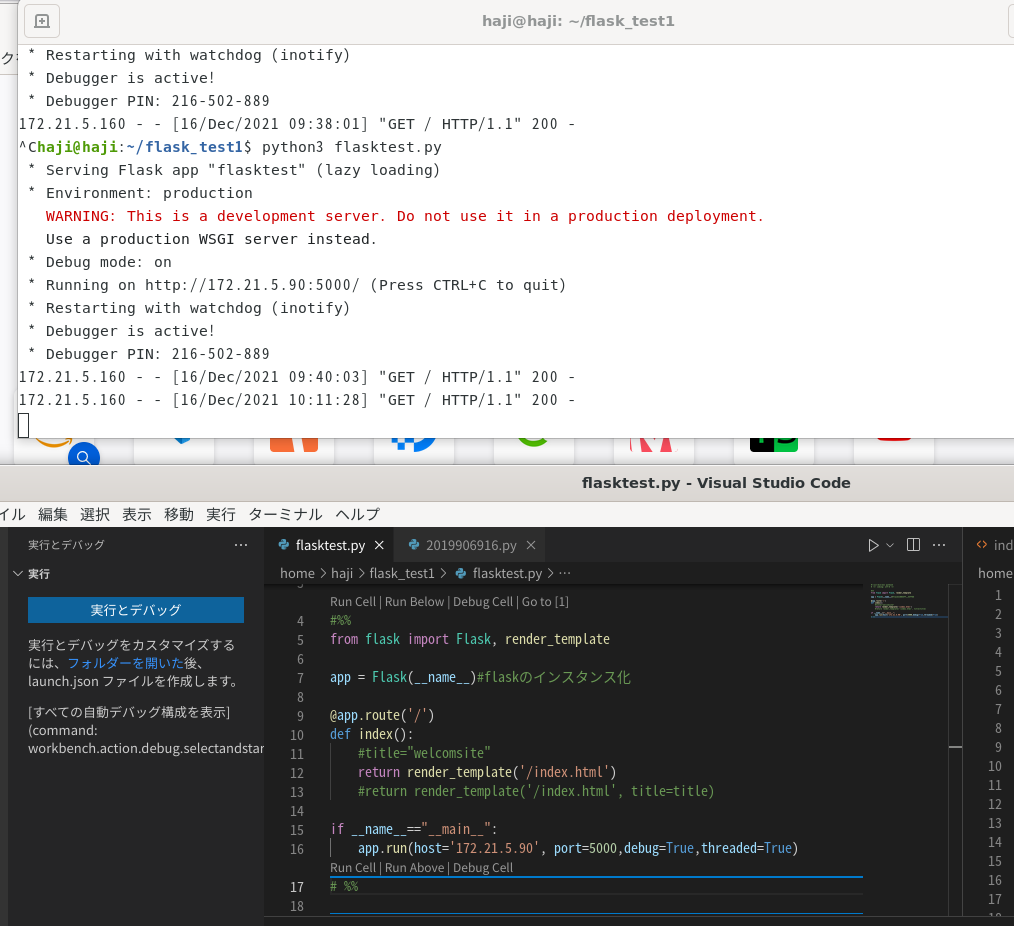 haji@haji: ~/flask_test1
* Restarting with watchdog (inotify)
* Debugger is active!
* Debugger PIN: 216-502-889
172.21.5.160 - - [16/Dec/2021 09:38:01] "GET / HTTP/1.1" 200 -
^Chaji@haji:~/flask_test1$ python3 flasktest.py
* Serving Flask app "flasktest" (lazy loading)
* Environment: production
WARNING: This is a development server. Do not use it in a production deployment.
Use a production WSGI server instead.
* Debug mode: on
* Running on http://172.21.5.90:5000/ (Press CTRL+C to quit)
* Restarting with watchdog (inotify)
* Debugger is active!
* Debugger PIN: 216-502-889
172.21.5.160 - - [16/Dec/2021 09:40:03] "GET / HTTP/1.1" 200 -
172.21.5.160 - - [16/Dec/2021 10:11:28] "GET / HTTP/1.1" 200 -
flasktest.py - Visual Studio Code
イル 編集 選択 表示 移動 実行 ターミナル ヘルプ
実行とデバッグ ···
実行
実行とデバッグ
実行とデバッグをカスタマイズする
には、フォルダーを開いた後、
launch.json ファイルを作成します。
[すべての自動デバッグ構成を表示]
(command:
workbench.action.debug.selectandstar
flasktest.py 2019906916.py
home > haji > flask_test1 > flasktest.py > ···
Run Cell | Run Below | Debug Cell | Go to [1]
4 #%%
5 from flask import Flask, render_template
6
7 app = Flask(__name__)#flaskのインスタンス化
8
9 @app.route('/')
10 def index():
11 #title="welcomsite"
12 return render_template('/index.html')
13 #return render_template('/index.html', title=title)
14
15 if __name__=="__main__":
16 app.run(host='172.21.5.90', port=5000,debug=True,threaded=True)
Run Cell | Run Above | Debug Cell
17 # %%
18
<> ind
home
1
2
3
4
5
6
7
8
9
10
11
12
13
14
15
16
17